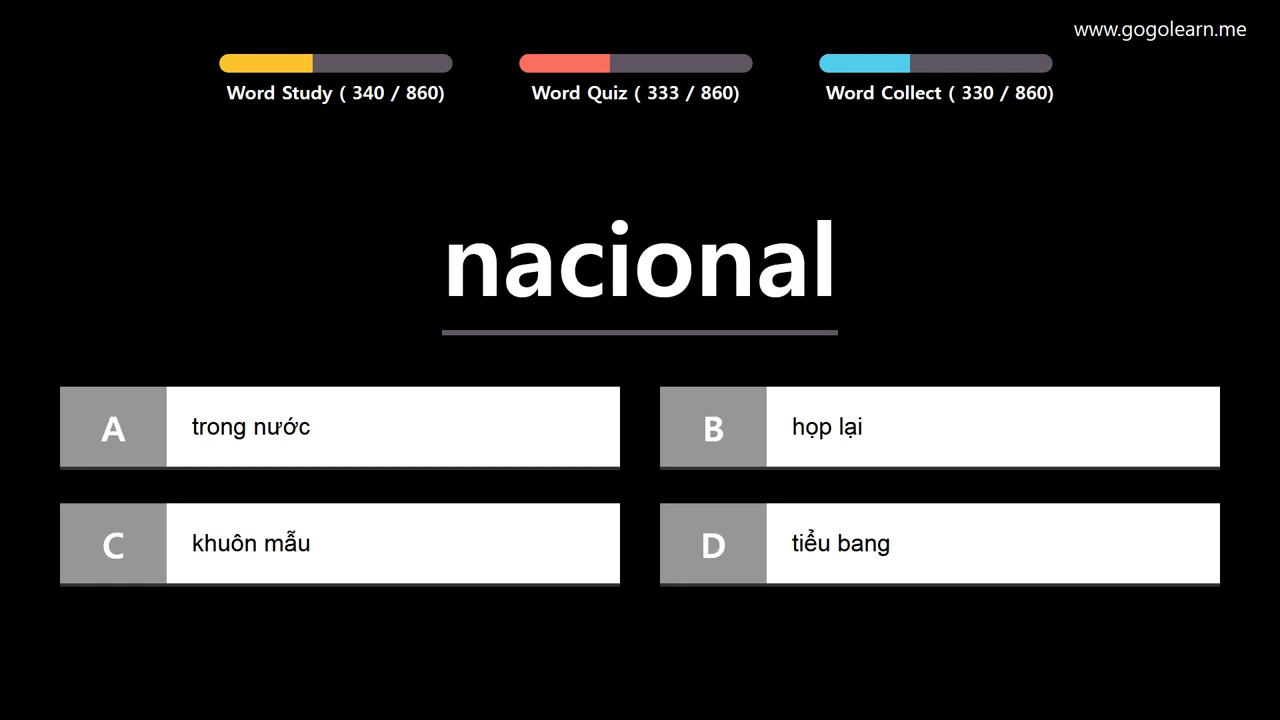 www.gogolearn.me
Word Study ( 340 / 860)
Word Quiz ( 333 / 860)
Word Collect ( 330 / 860)
nacional
A
trong nước
B
họp lại
C
khuôn mẫu
D
tiểu bang